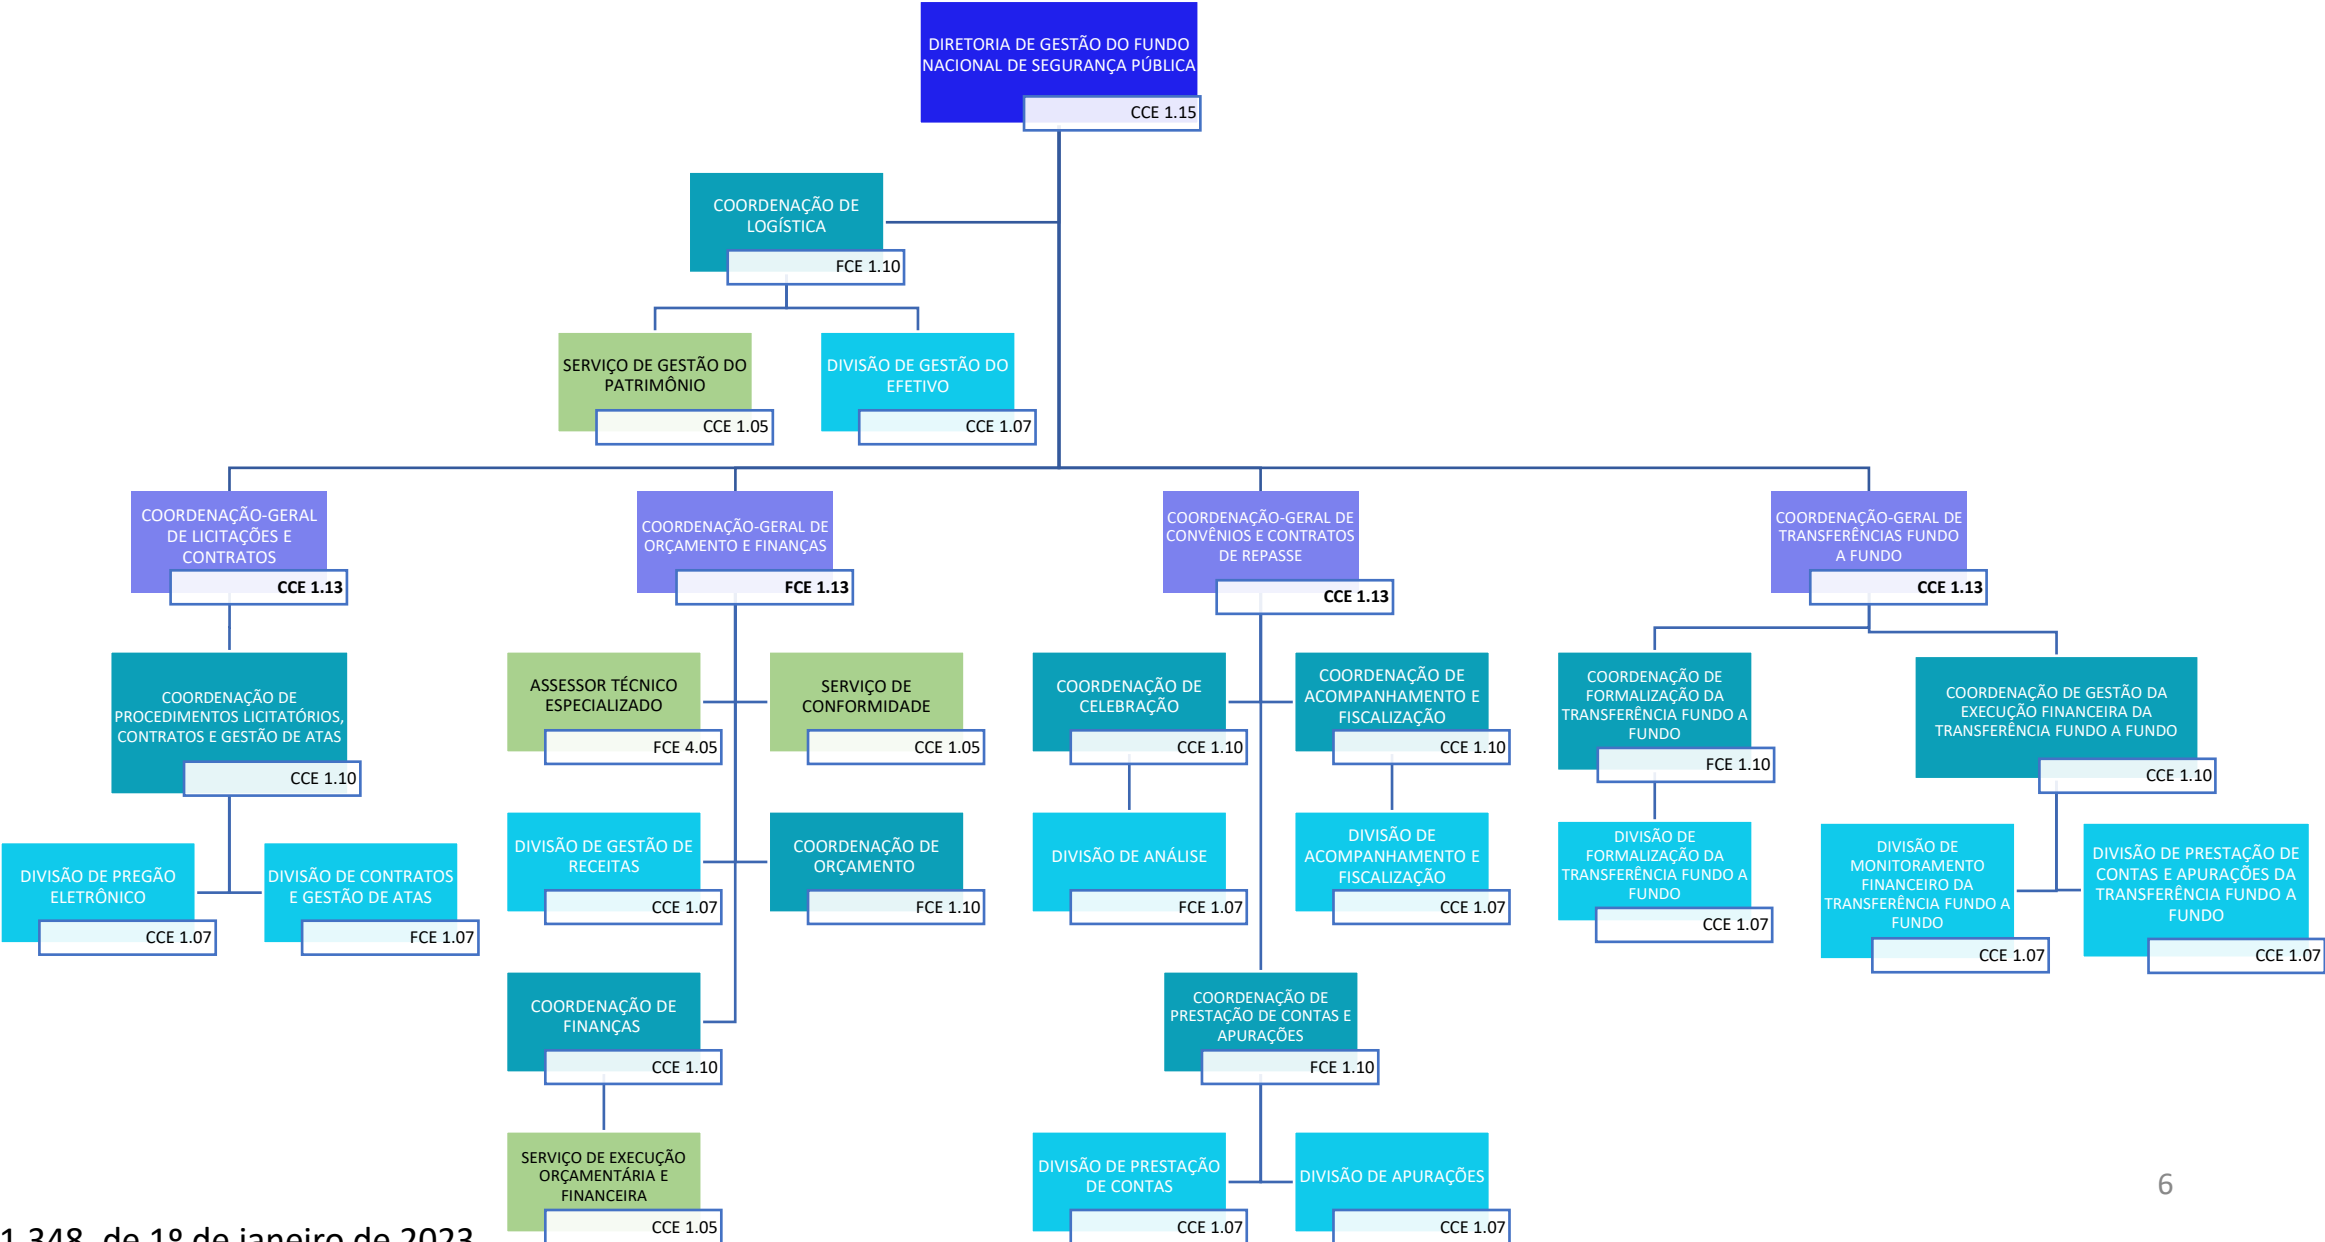 DIRETORIA DE GESTÃO DO FUNDO
NACIONAL DE SEGURANÇA PÚBLICA
CCE 1.15
COORDENAÇÃO DE
LOGÍSTICA
FCE 1.10
SERVIÇO DE GESTÃO DO
PATRIMÔNIO
CCE 1.05
DIVISÃO DE GESTÃO DO
EFETIVO
CCE 1.07
COORDENAÇÃO-GERAL
DE LICITAÇÕES E
CONTRATOS
CCE 1.13
COORDENAÇÃO-GERAL DE
ORÇAMENTO E FINANÇAS
FCE 1.13
COORDENAÇÃO-GERAL DE
CONVÊNIOS E CONTRATOS
DE REPASSE
CCE 1.13
COORDENAÇÃO-GERAL DE
TRANSFERÊNCIAS FUNDO
A FUNDO
CCE 1.13
COORDENAÇÃO DE
PROCEDIMENTOS LICITATÓRIOS,
CONTRATOS E GESTÃO DE ATAS
CCE 1.10
ASSESSOR TÉCNICO
ESPECIALIZADO
FCE 4.05
SERVIÇO DE
CONFORMIDADE
CCE 1.05
COORDENAÇÃO DE
CELEBRAÇÃO
CCE 1.10
COORDENAÇÃO DE
ACOMPANHAMENTO E
FISCALIZAÇÃO
CCE 1.10
COORDENAÇÃO DE
FORMALIZAÇÃO DA
TRANSFERÊNCIA FUNDO A
FUNDO
FCE 1.10
COORDENAÇÃO DE GESTÃO DA
EXECUÇÃO FINANCEIRA DA
TRANSFERÊNCIA FUNDO A FUNDO
CCE 1.10
DIVISÃO DE PREGÃO
ELETRÔNICO
CCE 1.07
DIVISÃO DE CONTRATOS
E GESTÃO DE ATAS
FCE 1.07
DIVISÃO DE GESTÃO DE
RECEITAS
CCE 1.07
COORDENAÇÃO DE
ORÇAMENTO
FCE 1.10
DIVISÃO DE ANÁLISE
FCE 1.07
DIVISÃO DE
ACOMPANHAMENTO E
FISCALIZAÇÃO
CCE 1.07
DIVISÃO DE
FORMALIZAÇÃO DA
TRANSFERÊNCIA FUNDO A
FUNDO
CCE 1.07
DIVISÃO DE
MONITORAMENTO
FINANCEIRO DA
TRANSFERÊNCIA FUNDO A
FUNDO
CCE 1.07
DIVISÃO DE PRESTAÇÃO DE
CONTAS E APURAÇÕES DA
TRANSFERÊNCIA FUNDO A
FUNDO
CCE 1.07
COORDENAÇÃO DE
FINANÇAS
CCE 1.10
COORDENAÇÃO DE
PRESTAÇÃO DE CONTAS E
APURAÇÕES
FCE 1.10
SERVIÇO DE EXECUÇÃO
ORÇAMENTÁRIA E
FINANCEIRA
CCE 1.05
DIVISÃO DE PRESTAÇÃO
DE CONTAS
CCE 1.07
DIVISÃO DE APURAÇÕES
CCE 1.07
6
1.348, de 1º de janeiro de 2023